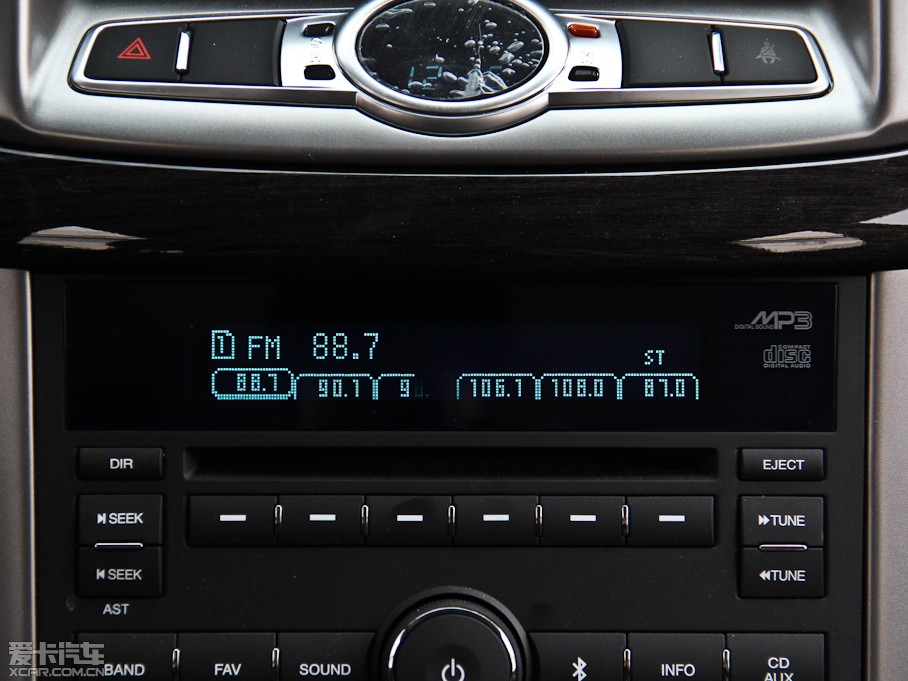 MP3
DIGITAL SOUND
1 FM 88.7
ST
COMPACT
disc
DIGITAL AUDIO
88.7 90.1 106.1 108.0 87.0
DIR
EJECT
SEEK
TUNE
SEEK
TUNE
AST
BAND FAV SOUND INFO CD AUX
爱卡汽车
XCAR.COM.CN